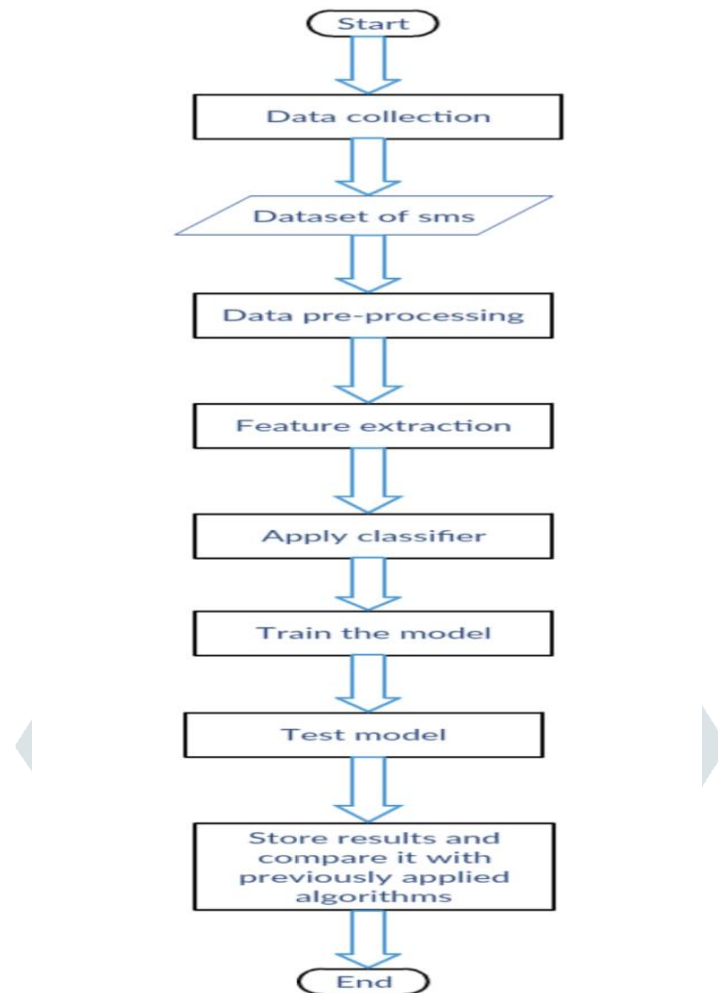 Start
Data collection
Dataset of sms
Data pre-processing
Feature extraction
Apply classifier
Train the model
Test model
Store results and
compare it with
previously applied
algorithms
End